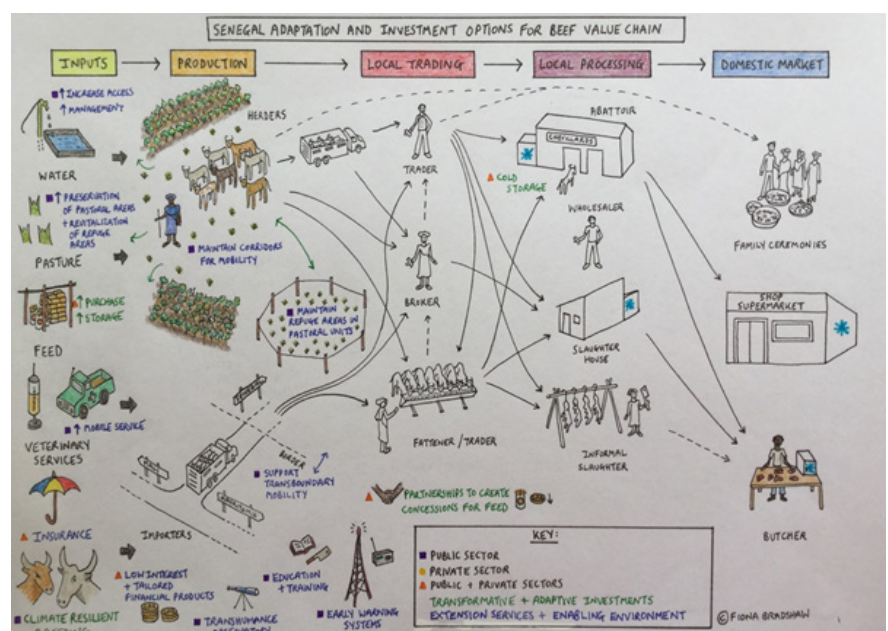 SENEGAL ADAPTATION AND INVESTMENT OPTIONS FOR BEEF VALUE CHAIN
INPUTS
PRODUCTION
LOCAL TRADING
LOCAL PROCESSING
DOMESTIC MARKET
↑ INCREASE ACCESS
↑ MANAGEMENT
WATER
↑ PRESERVATION
OF PASTORAL AREAS
+ REVITALIZATION
OF REFUGE
AREAS
PASTURE
↑ PURCHASE
↑ STORAGE
FEED
↑ MOBILE SERVICE
VETERINARY
SERVICES
INSURANCE
CLIMATE RESILIENT
HERDERS
MAINTAIN CORRIDORS
FOR MOBILITY
MAINTAIN
REFUGE AREAS IN
PASTORAL UNITS
BORDER
SUPPORT
TRANSBOUNDARY
MOBILITY
IMPORTERS
LOW INTEREST
+ TAILORED
FINANCIAL PRODUCTS
EDUCATION
+ TRAINING
TRANSHUMANCE
EARLY WARNING
SYSTEMS
TRADER
BROKER
FATTENER / TRADER
PARTNERSHIPS TO CREATE
CONCESSIONS FOR FEED
ABATTOIR
CHEVILLARDS
COLD
STORAGE
WHOLESALER
SLAUGHTER
HOUSE
INFORMAL
SLAUGHTER
FAMILY CEREMONIES
SHOP
SUPERMARKET
BUTCHER
KEY:
PUBLIC SECTOR
PRIVATE SECTOR
PUBLIC + PRIVATE SECTORS
TRANSFORMATIVE + ADAPTIVE INVESTMENTS
EXTENSION SERVICES + ENABLING ENVIRONMENT
© FIONA BRADSHAW